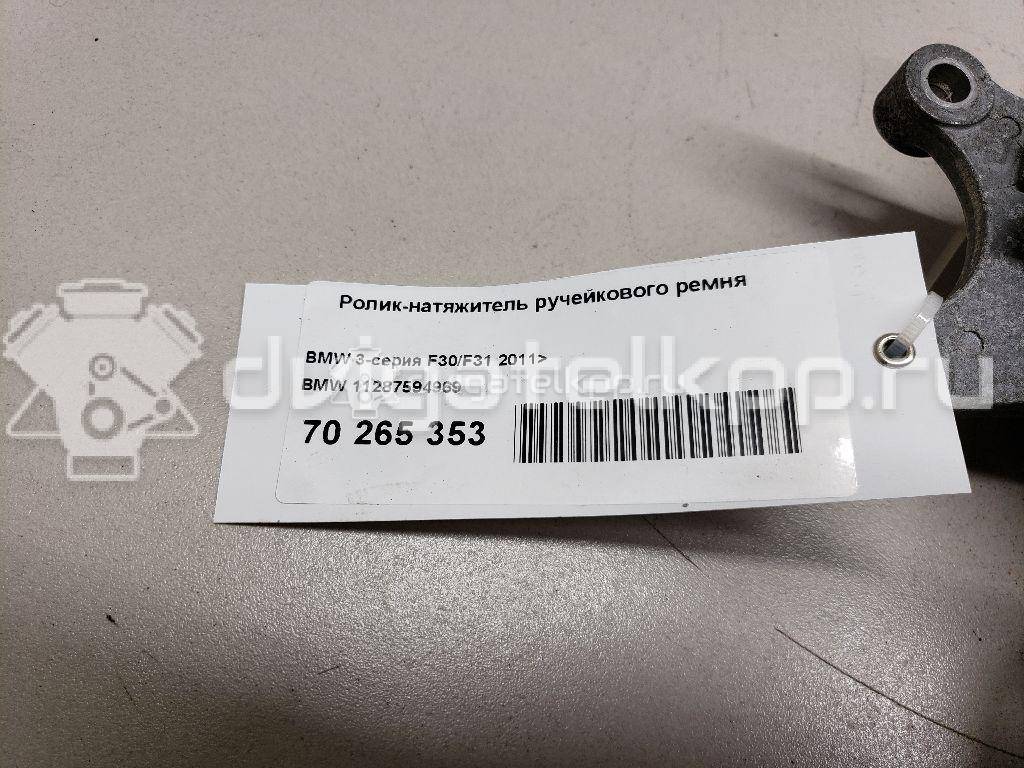 Ролик-натяжитель ручейкового ремня
BMW 3-серия F30/F31 2011>
BMW 11287594969
70 265 353
dvigatelkop.ru